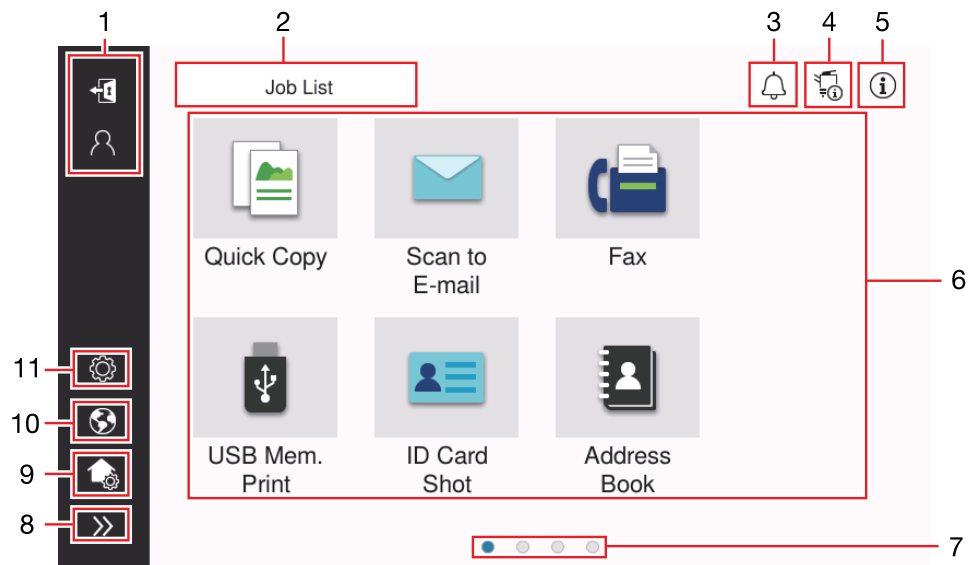 1
2
3
4
5
Job List
Quick Copy
Scan to
E-mail
Fax
6
USB Mem.
Print
ID Card
Shot
Address
Book
11
10
9
8
7